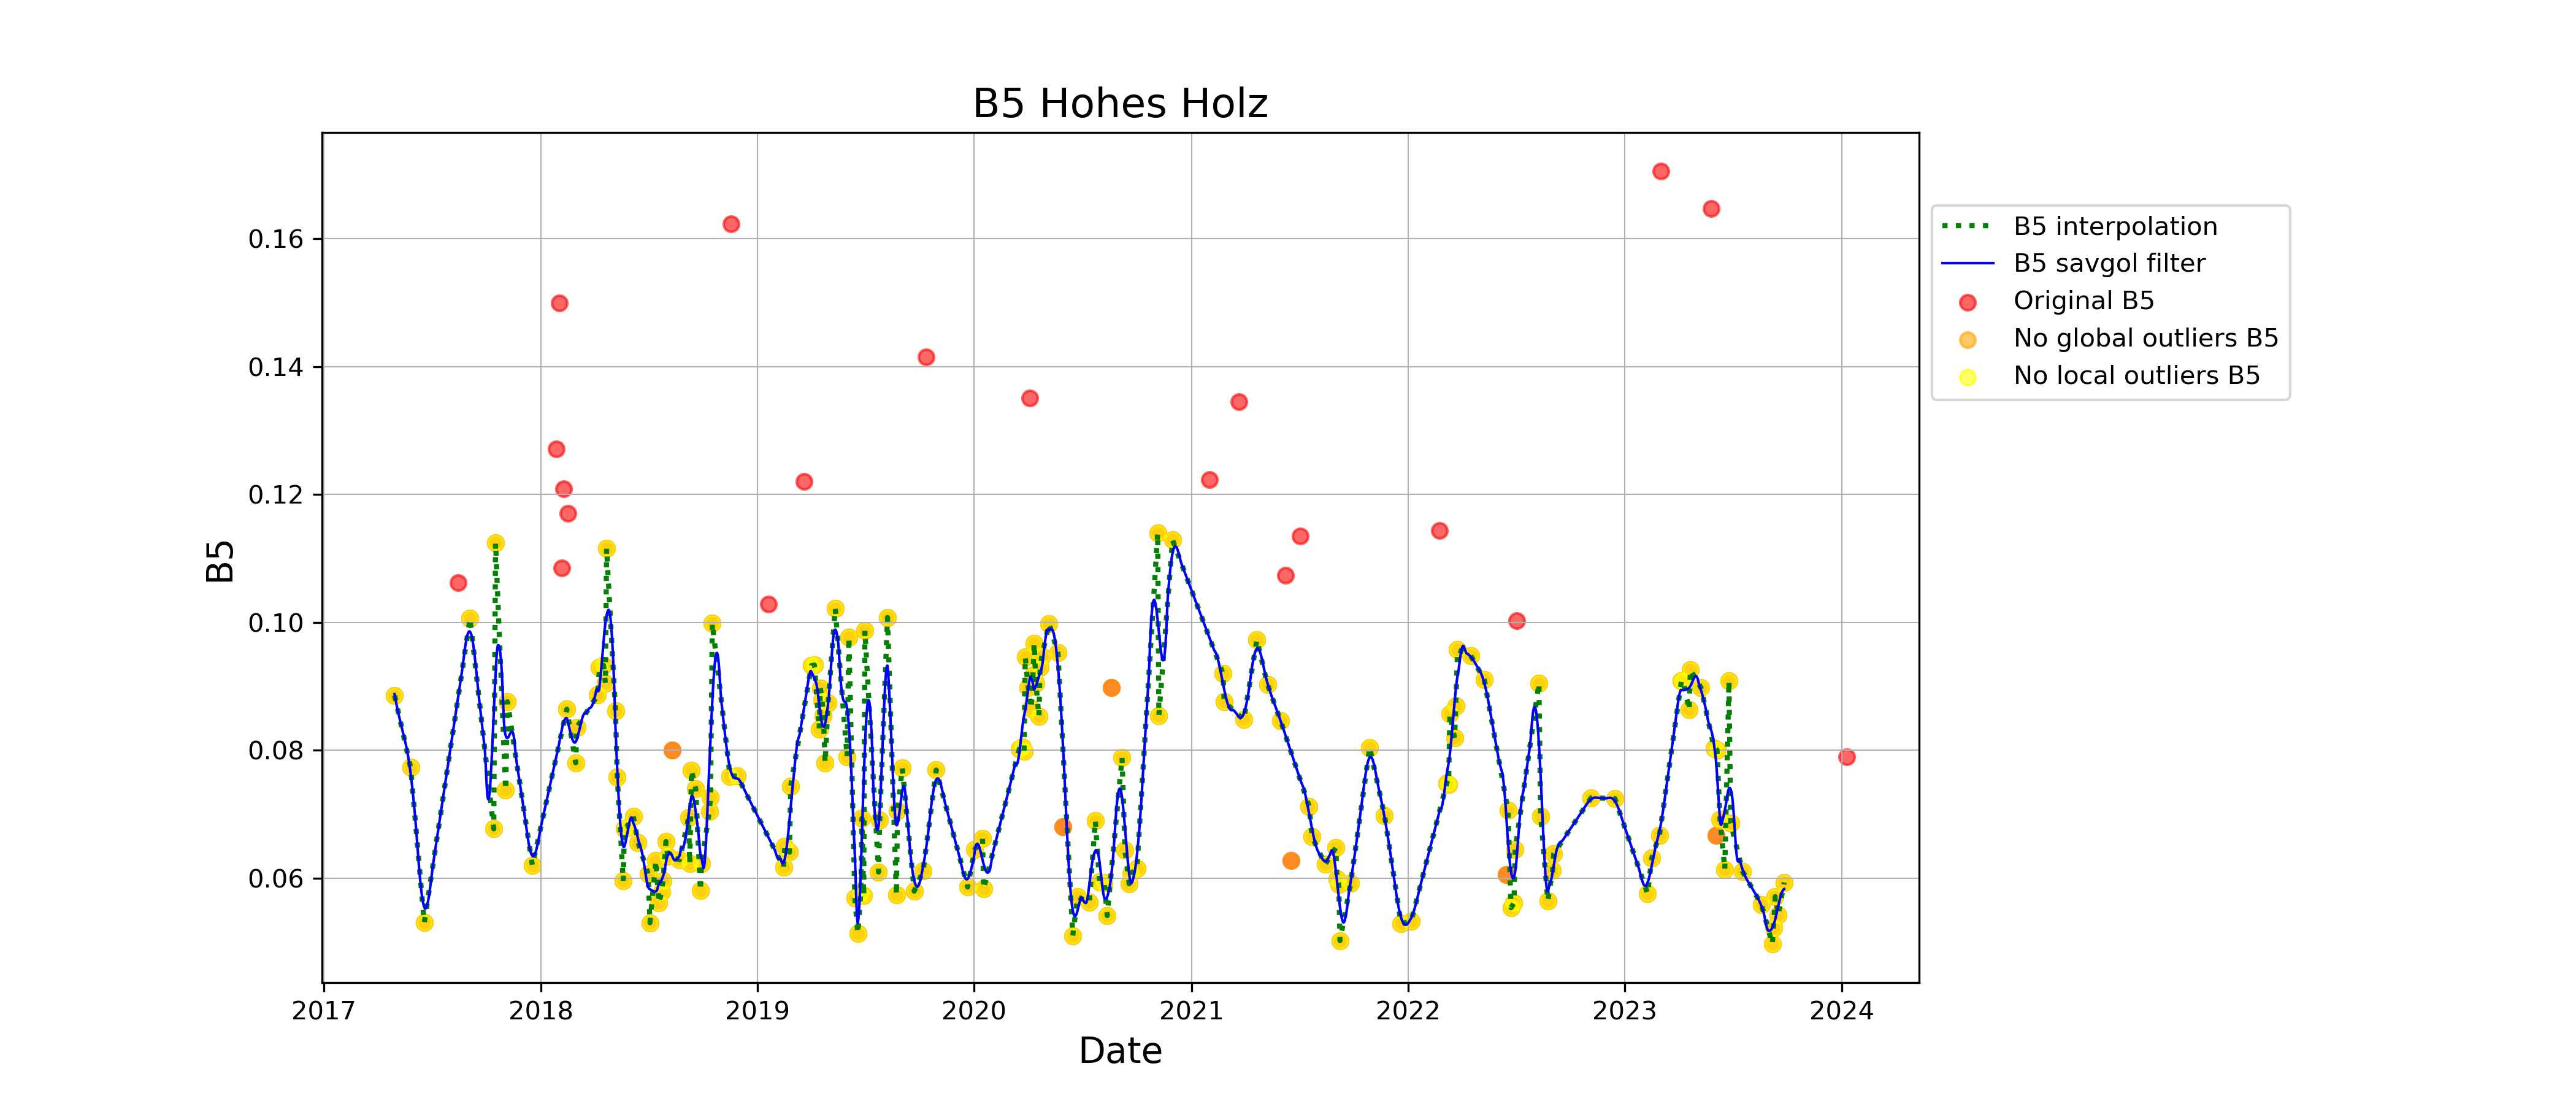 B5 Hohes Holz
B5
0.16
0.14
0.12
0.10
0.08
0.06
2017 2018 2019 2020 2021 2022 2023 2024
Date
B5 interpolation
B5 savgol filter
Original B5
No global outliers B5
No local outliers B5